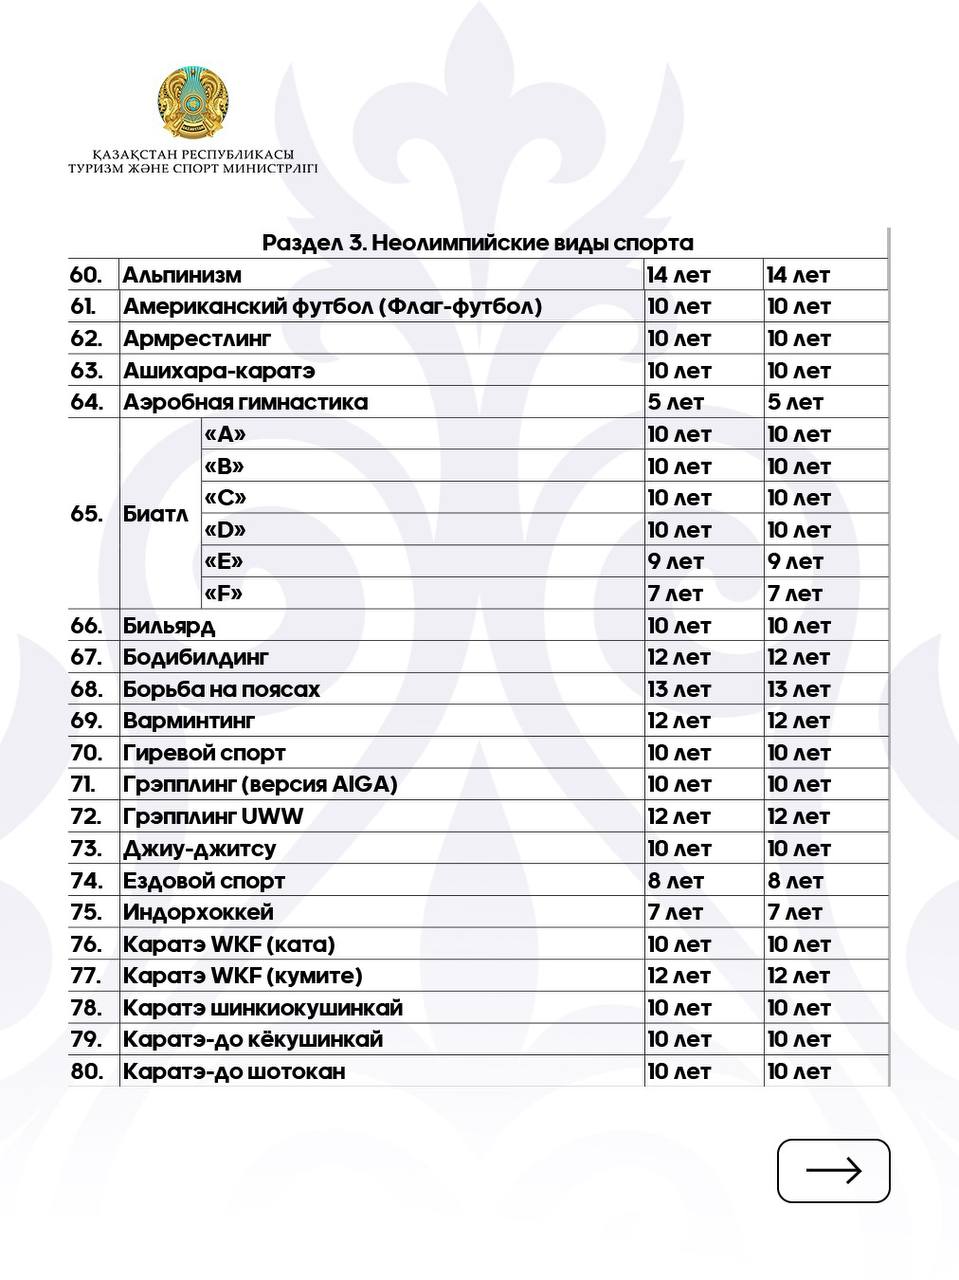 ҚАЗАҚСТАН РЕСПУБЛИКАСЫ
ТУРИЗМ ЖӘНЕ СПОРТ МИНИСТРЛІГІ
Раздел 3. Неолимпийские виды спорта
60. Альпинизм 14 лет 14 лет
61. Американский футбол (Флаг-футбол) 10 лет 10 лет
62. Армрестлинг 10 лет 10 лет
63. Ашихара-каратэ 10 лет 10 лет
64. Аэробная гимнастика 5 лет 5 лет
65. Биатл «A» 10 лет 10 лет
«B» 10 лет 10 лет
«C» 10 лет 10 лет
«D» 10 лет 10 лет
«E» 9 лет 9 лет
«F» 7 лет 7 лет
66. Бильярд 10 лет 10 лет
67. Бодибилдинг 12 лет 12 лет
68. Борьба на поясах 13 лет 13 лет
69. Варминтинг 12 лет 12 лет
70. Гиревой спорт 10 лет 10 лет
71. Грэпплинг (версия AIGA) 10 лет 10 лет
72. Грэпплинг UWW 12 лет 12 лет
73. Джиу-джитсу 10 лет 10 лет
74. Ездовой спорт 8 лет 8 лет
75. Индорхоккей 7 лет 7 лет
76. Каратэ WKF (ката) 10 лет 10 лет
77. Каратэ WKF (кумите) 12 лет 12 лет
78. Каратэ шинкиокушинкай 10 лет 10 лет
79. Каратэ-до кёкушинкай 10 лет 10 лет
80. Каратэ-до шотокан 10 лет 10 лет